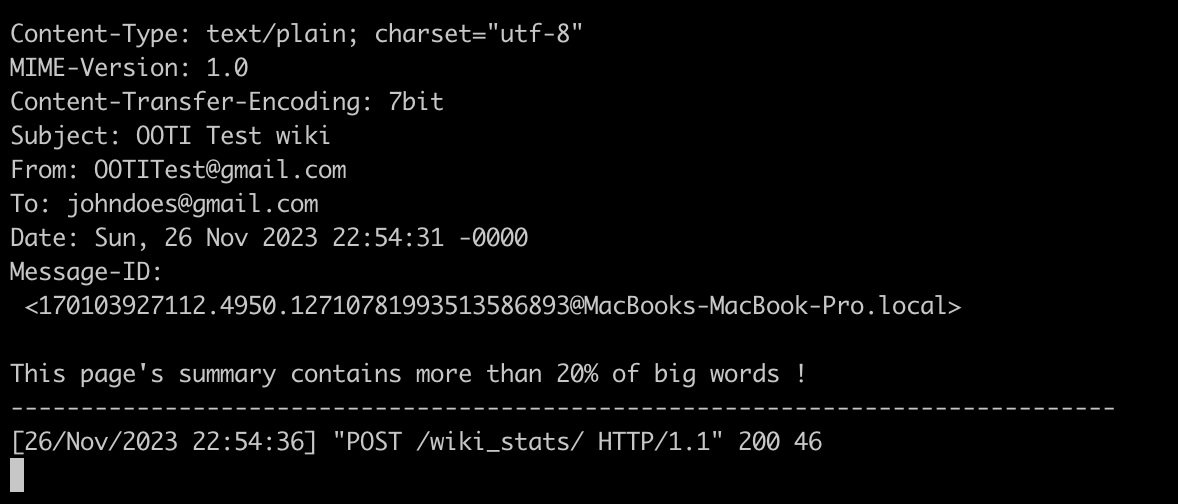 Content-Type: text/plain; charset="utf-8"
MIME-Version: 1.0
Content-Transfer-Encoding: 7bit
Subject: OOTI Test wiki
From: OOTITest@gmail.com
To: johndoes@gmail.com
Date: Sun, 26 Nov 2023 22:54:31 -0000
Message-ID:
 <170103927112.4950.12710781993513586893@MacBooks-MacBook-Pro.local>

This page's summary contains more than 20% of big words !
-------------------------------------------------------------------------------
[26/Nov/2023 22:54:36] "POST /wiki_stats/ HTTP/1.1" 200 46